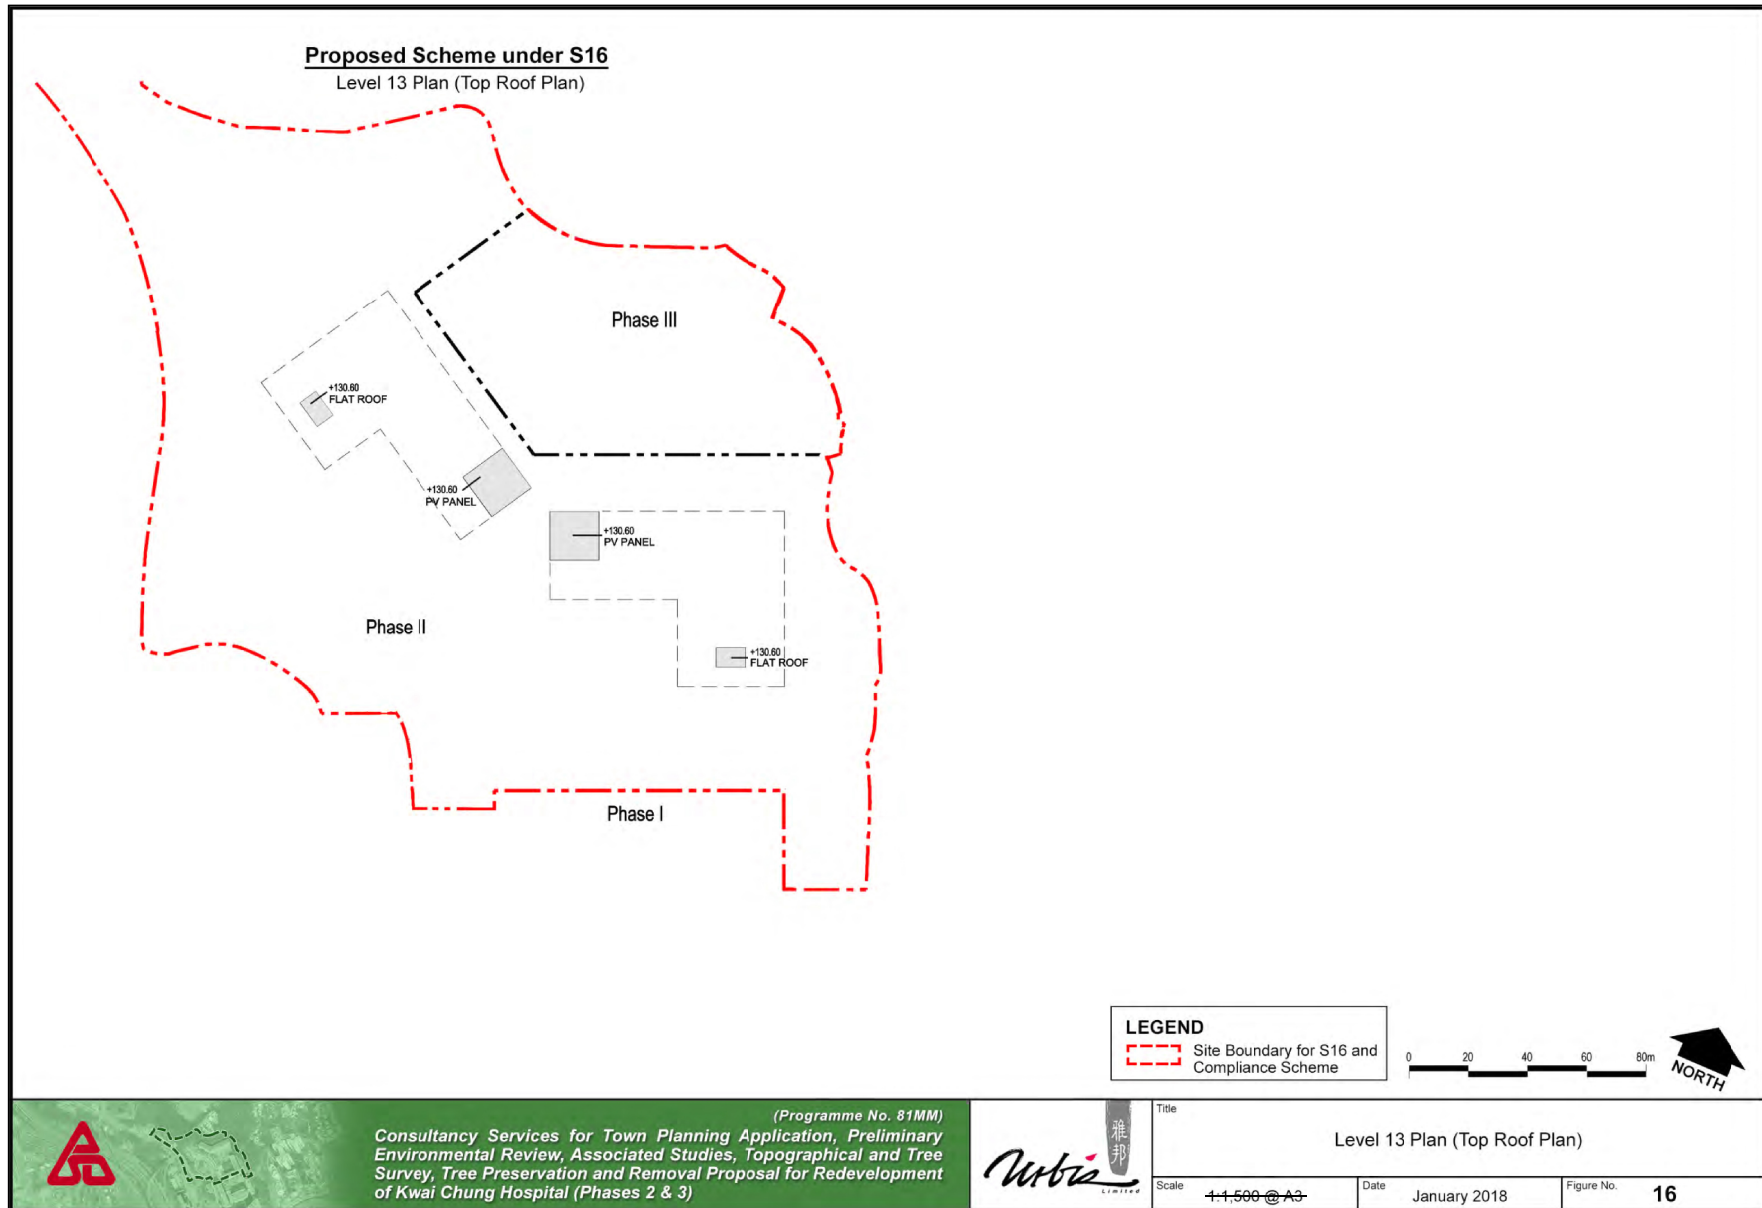 Proposed Scheme under S16
Level 13 Plan (Top Roof Plan)
Phase III
+130.60
FLAT ROOF
+130.60
PV PANEL
+130.60
PV PANEL
Phase II
+130.60
FLAT ROOF
Phase I
LEGEND
Site Boundary for S16 and
Compliance Scheme
0 20 40 60 80m
NORTH
(Programme No. 81MM)
Consultancy Services for Town Planning Application, Preliminary
Environmental Review, Associated Studies, Topographical and Tree
Survey, Tree Preservation and Removal Proposal for Redevelopment
of Kwai Chung Hospital (Phases 2 & 3)
雅邦
urbis
Limited
Title
Level 13 Plan (Top Roof Plan)
Scale
1:1,500 @ A3
Date
January 2018
Figure No.
16